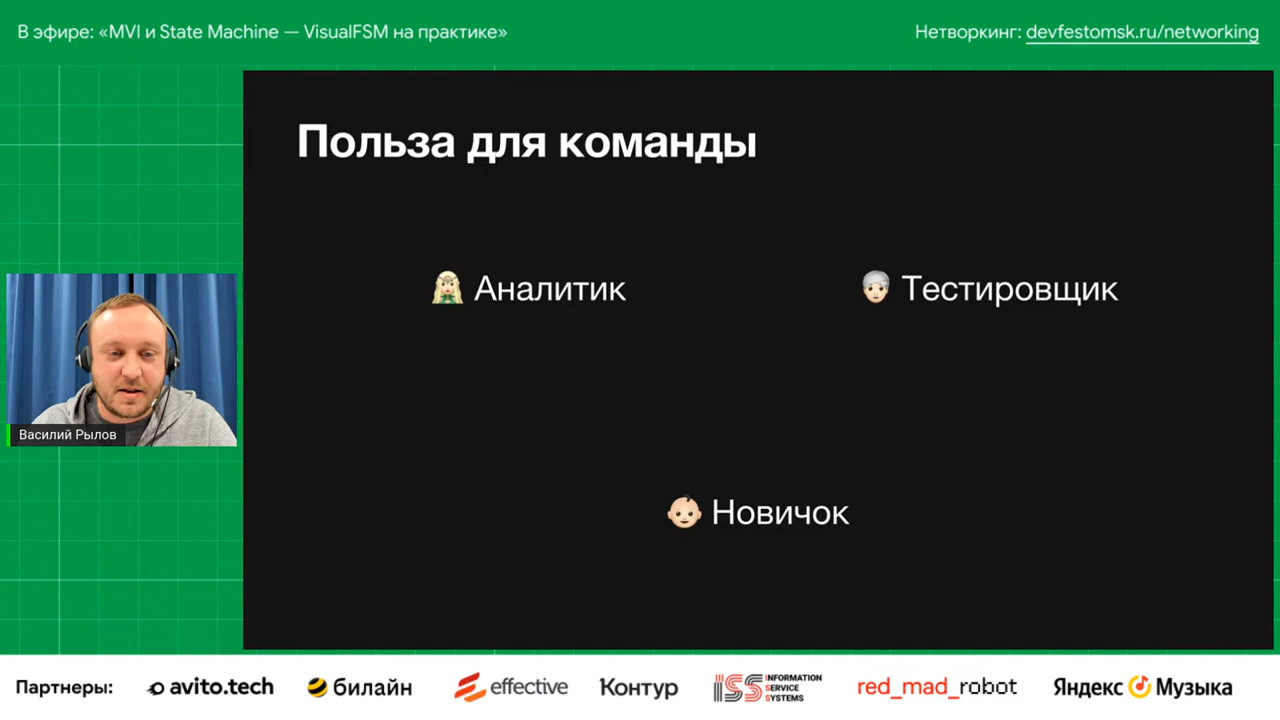 В эфире: «MVI и State Machine — VisualFSM на практике»
Нетворкинг: devfestomsk.ru/networking
Польза для команды
Аналитик
Тестировщик
Новичок
Василий Рылов
Партнеры:
avito.tech
билайн
effective
Контур
ISS INFORMATION SERVICE SYSTEMS
red_mad_robot
Яндекс Музыка